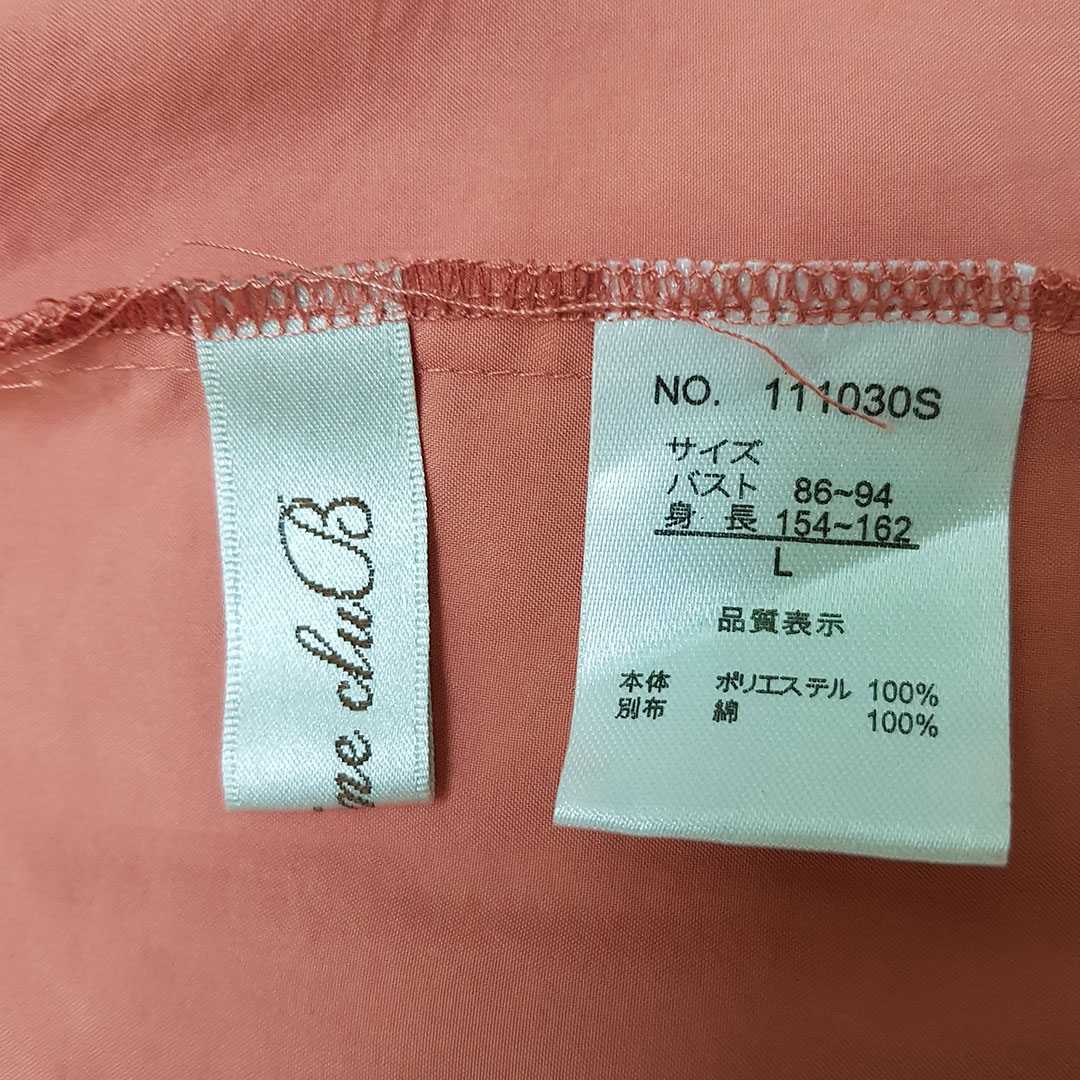 me cluB
NO. 111030S
サイズ
バスト 86~94
身長 154~162
L
品質表示
本体 ポリエステル 100%
別布 綿 100%